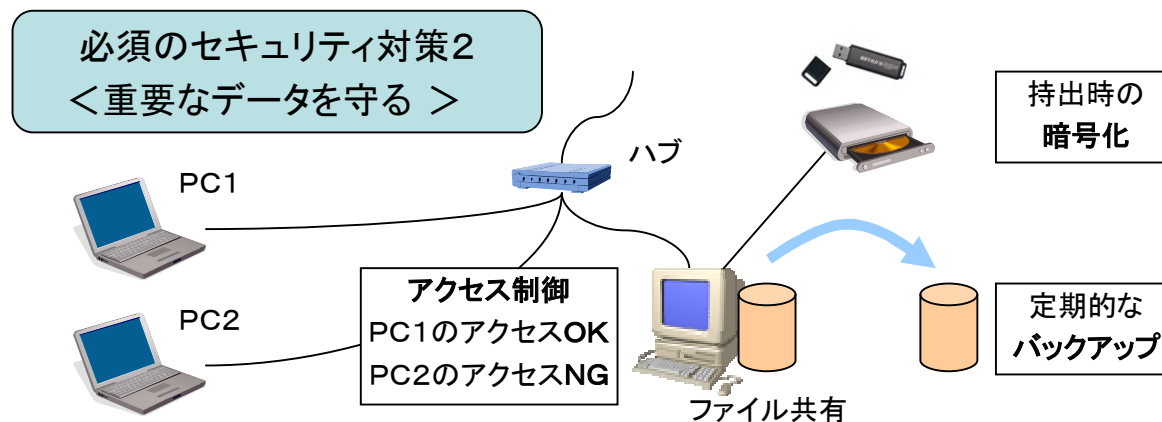 必須のセキュリティ対策2
<重要なデータを守る >
持出時の
暗号化
ハブ
PC1
アクセス制御
PC1のアクセスOK
PC2のアクセスNG
PC2
定期的な
バックアップ
ファイル共有